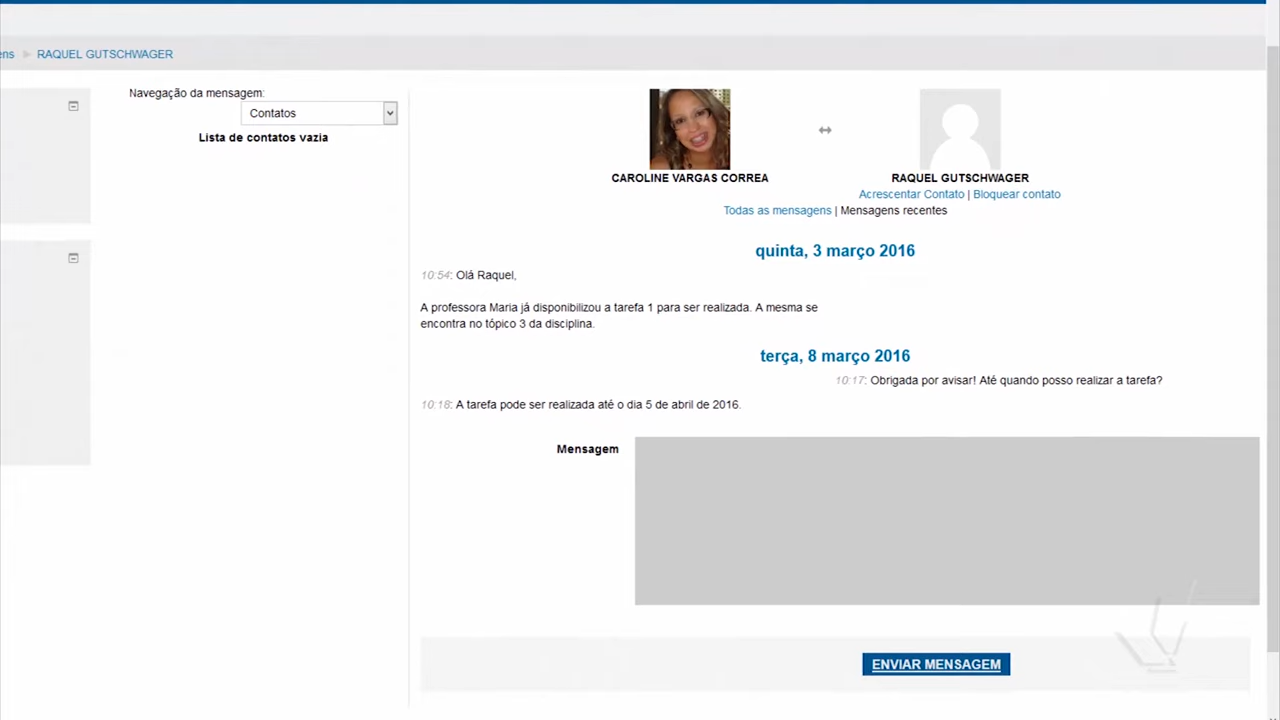 ens ► RAQUEL GUTSCHWAGER
Navegação da mensagem:
Contatos
Lista de contatos vazia
CAROLINE VARGAS CORREA
RAQUEL GUTSCHWAGER
Acrescentar Contato | Bloquear contato
Todas as mensagens | Mensagens recentes
quinta, 3 março 2016
10:54: Olá Raquel,
A professora Maria já disponibilizou a tarefa 1 para ser realizada. A mesma se
encontra no tópico 3 da disciplina.
terça, 8 março 2016
10:17: Obrigada por avisar! Até quando posso realizar a tarefa?
10:18: A tarefa pode ser realizada até o dia 5 de abril de 2016.
Mensagem
ENVIAR MENSAGEM